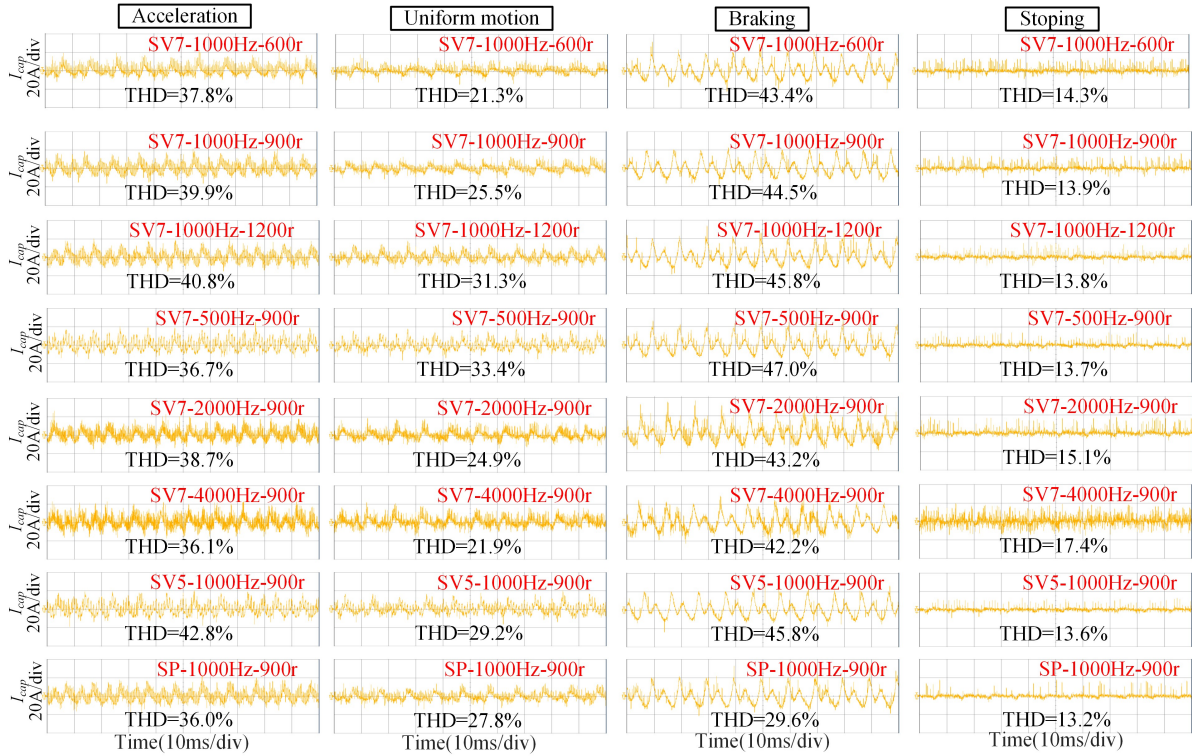 Acceleration Uniform motion Braking Stoping
I_cap 20A/div SV7-1000Hz-600r SV7-1000Hz-600r SV7-1000Hz-600r SV7-1000Hz-600r
THD=37.8% THD=21.3% THD=43.4% THD=14.3%
I_cap 20A/div SV7-1000Hz-900r SV7-1000Hz-900r SV7-1000Hz-900r SV7-1000Hz-900r
THD=39.9% THD=25.5% THD=44.5% THD=13.9%
I_cap 20A/div SV7-1000Hz-1200r SV7-1000Hz-1200r SV7-1000Hz-1200r SV7-1000Hz-1200r
THD=40.8% THD=31.3% THD=45.8% THD=13.8%
I_cap 20A/div SV7-500Hz-900r SV7-500Hz-900r SV7-500Hz-900r SV7-500Hz-900r
THD=36.7% THD=33.4% THD=47.0% THD=13.7%
I_cap 20A/div SV7-2000Hz-900r SV7-2000Hz-900r SV7-2000Hz-900r SV7-2000Hz-900r
THD=38.7% THD=24.9% THD=43.2% THD=15.1%
I_cap 20A/div SV7-4000Hz-900r SV7-4000Hz-900r SV7-4000Hz-900r SV7-4000Hz-900r
THD=36.1% THD=21.9% THD=42.2% THD=17.4%
I_cap 20A/div SV5-1000Hz-900r SV5-1000Hz-900r SV5-1000Hz-900r SV5-1000Hz-900r
THD=42.8% THD=29.2% THD=45.8% THD=13.6%
I_cap 20A/div SP-1000Hz-900r SP-1000Hz-900r SP-1000Hz-900r SP-1000Hz-900r
THD=36.0% THD=27.8% THD=29.6% THD=13.2%
Time(10ms/div) Time(10ms/div) Time(10ms/div) Time(10ms/div)